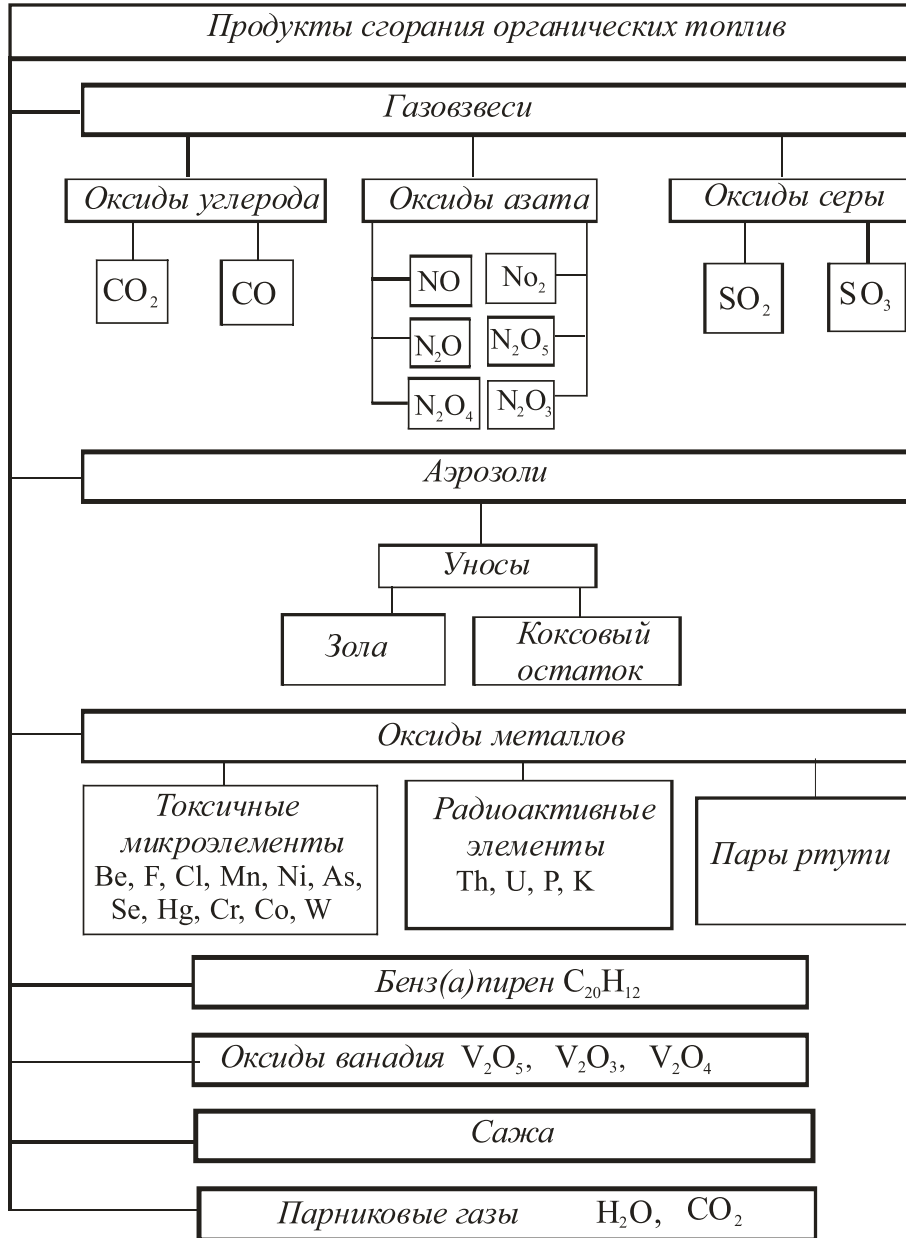 Продукты сгорания органических топлив
Газовзвеси
Оксиды углерода
Оксиды азата
Оксиды серы
CO₂
CO
NO
No₂
SO₂
SO₃
N₂O
N₂O₅
N₂O₄
N₂O₃
Аэрозоли
Уносы
Зола
Коксовый
остаток
Оксиды металлов
Токсичные
микроэлементы
Be, F, Cl, Mn, Ni, As,
Se, Hg, Cr, Co, W
Радиоактивные
элементы
Th, U, P, K
Пары ртути
Бенз(а)пирен C₂₀H₁₂
Оксиды ванадия V₂O₅, V₂O₃, V₂O₄
Сажа
Парниковые газы H₂O, CO₂